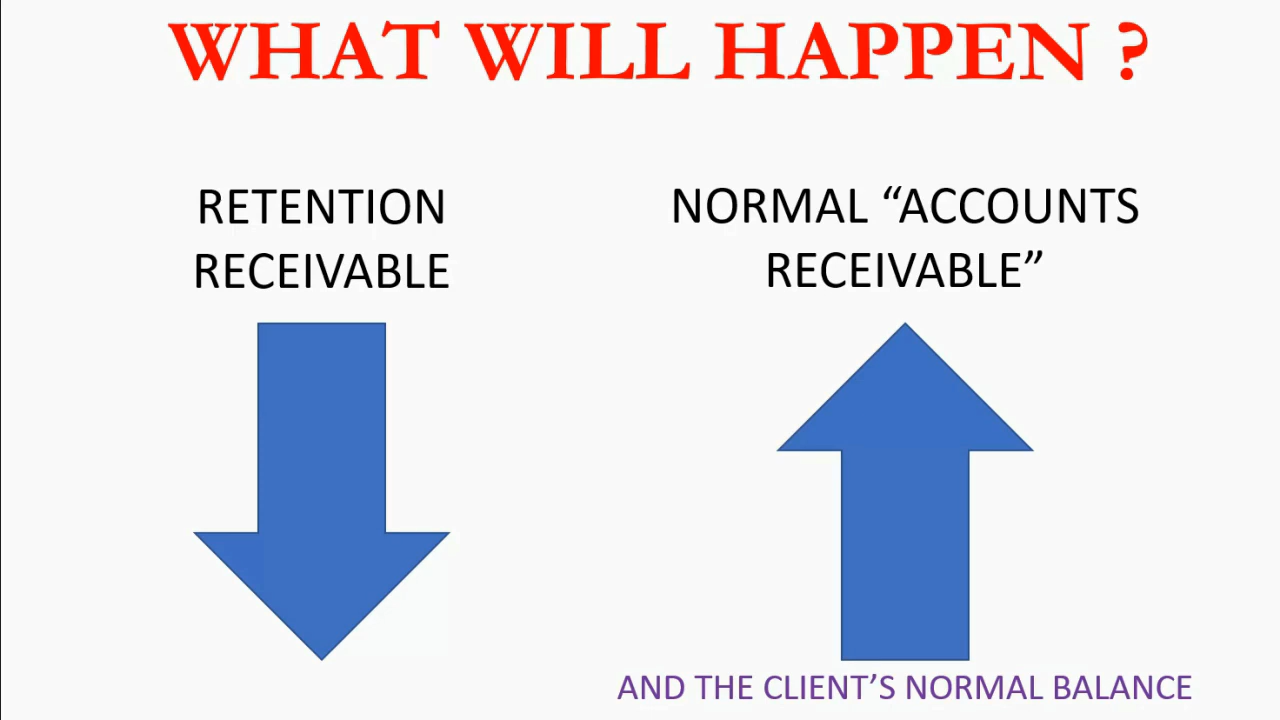 WHAT WILL HAPPEN ?
RETENTION
RECEIVABLE
NORMAL “ACCOUNTS
RECEIVABLE”
AND THE CLIENT’S NORMAL BALANCE